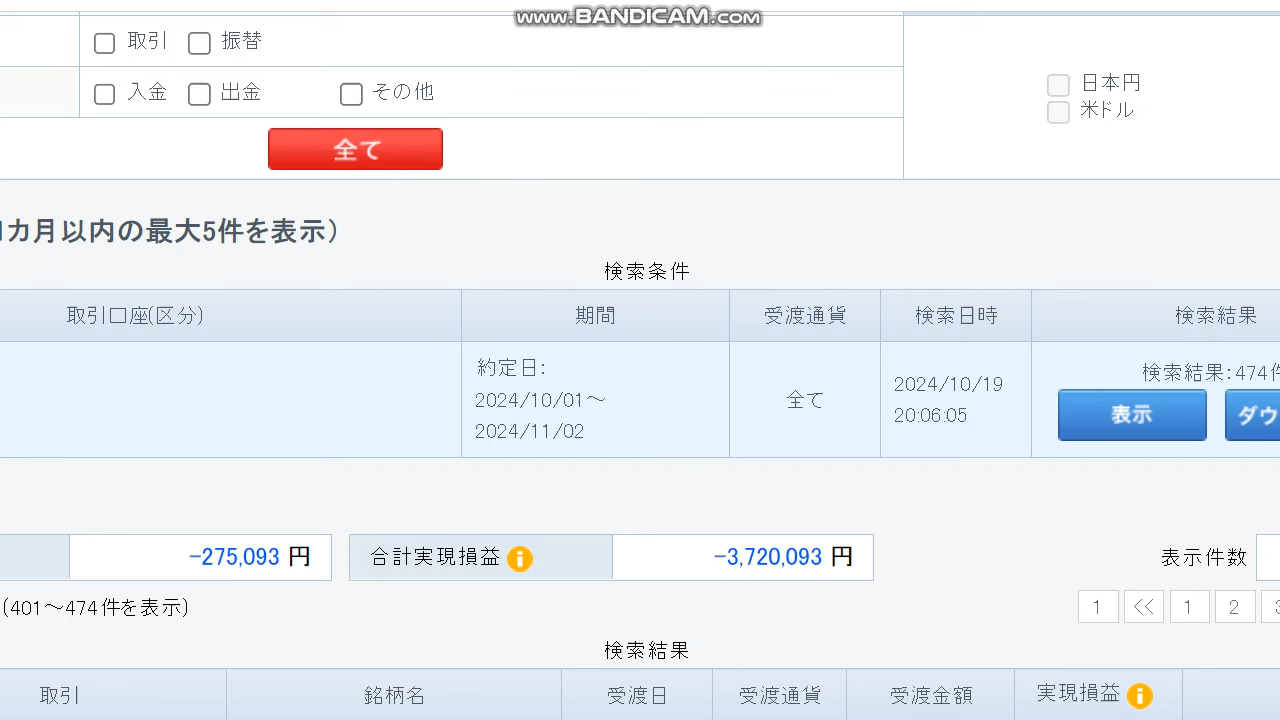 www.BANDICAM.com
取引 振替
入金 出金 その他
日本円
米ドル
全て
カ月以内の最大5件を表示）
検索条件
取引口座(区分) 期間 受渡通貨 検索日時 検索結果
約定日:
2024/10/01～
2024/11/02
全て
2024/10/19
20:06:05
検索結果:474件
表示 ダウ
-275,093 円 合計実現損益 -3,720,093 円 表示件数
(401～474件を表示) 1 << 1 2 3
検索結果
取引 銘柄名 受渡日 受渡通貨 受渡金額 実現損益